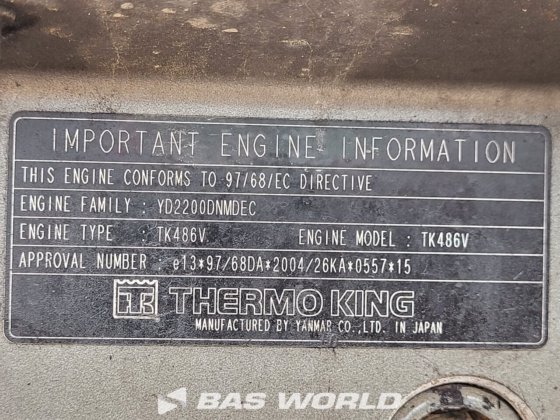 IMPORTANT ENGINE INFORMATION
THIS ENGINE CONFORMS TO 97/68/EC DIRECTIVE
ENGINE FAMILY : YD2200DNMDEC
ENGINE TYPE : TK486V ENGINE MODEL : TK486V
APPROVAL NUMBER : e13*97/68DA*2004/26KA*0557*15
TK THERMO KING
MANUFACTURED BY YANMAR CO.,LTD. IN JAPAN
BAS WORLD